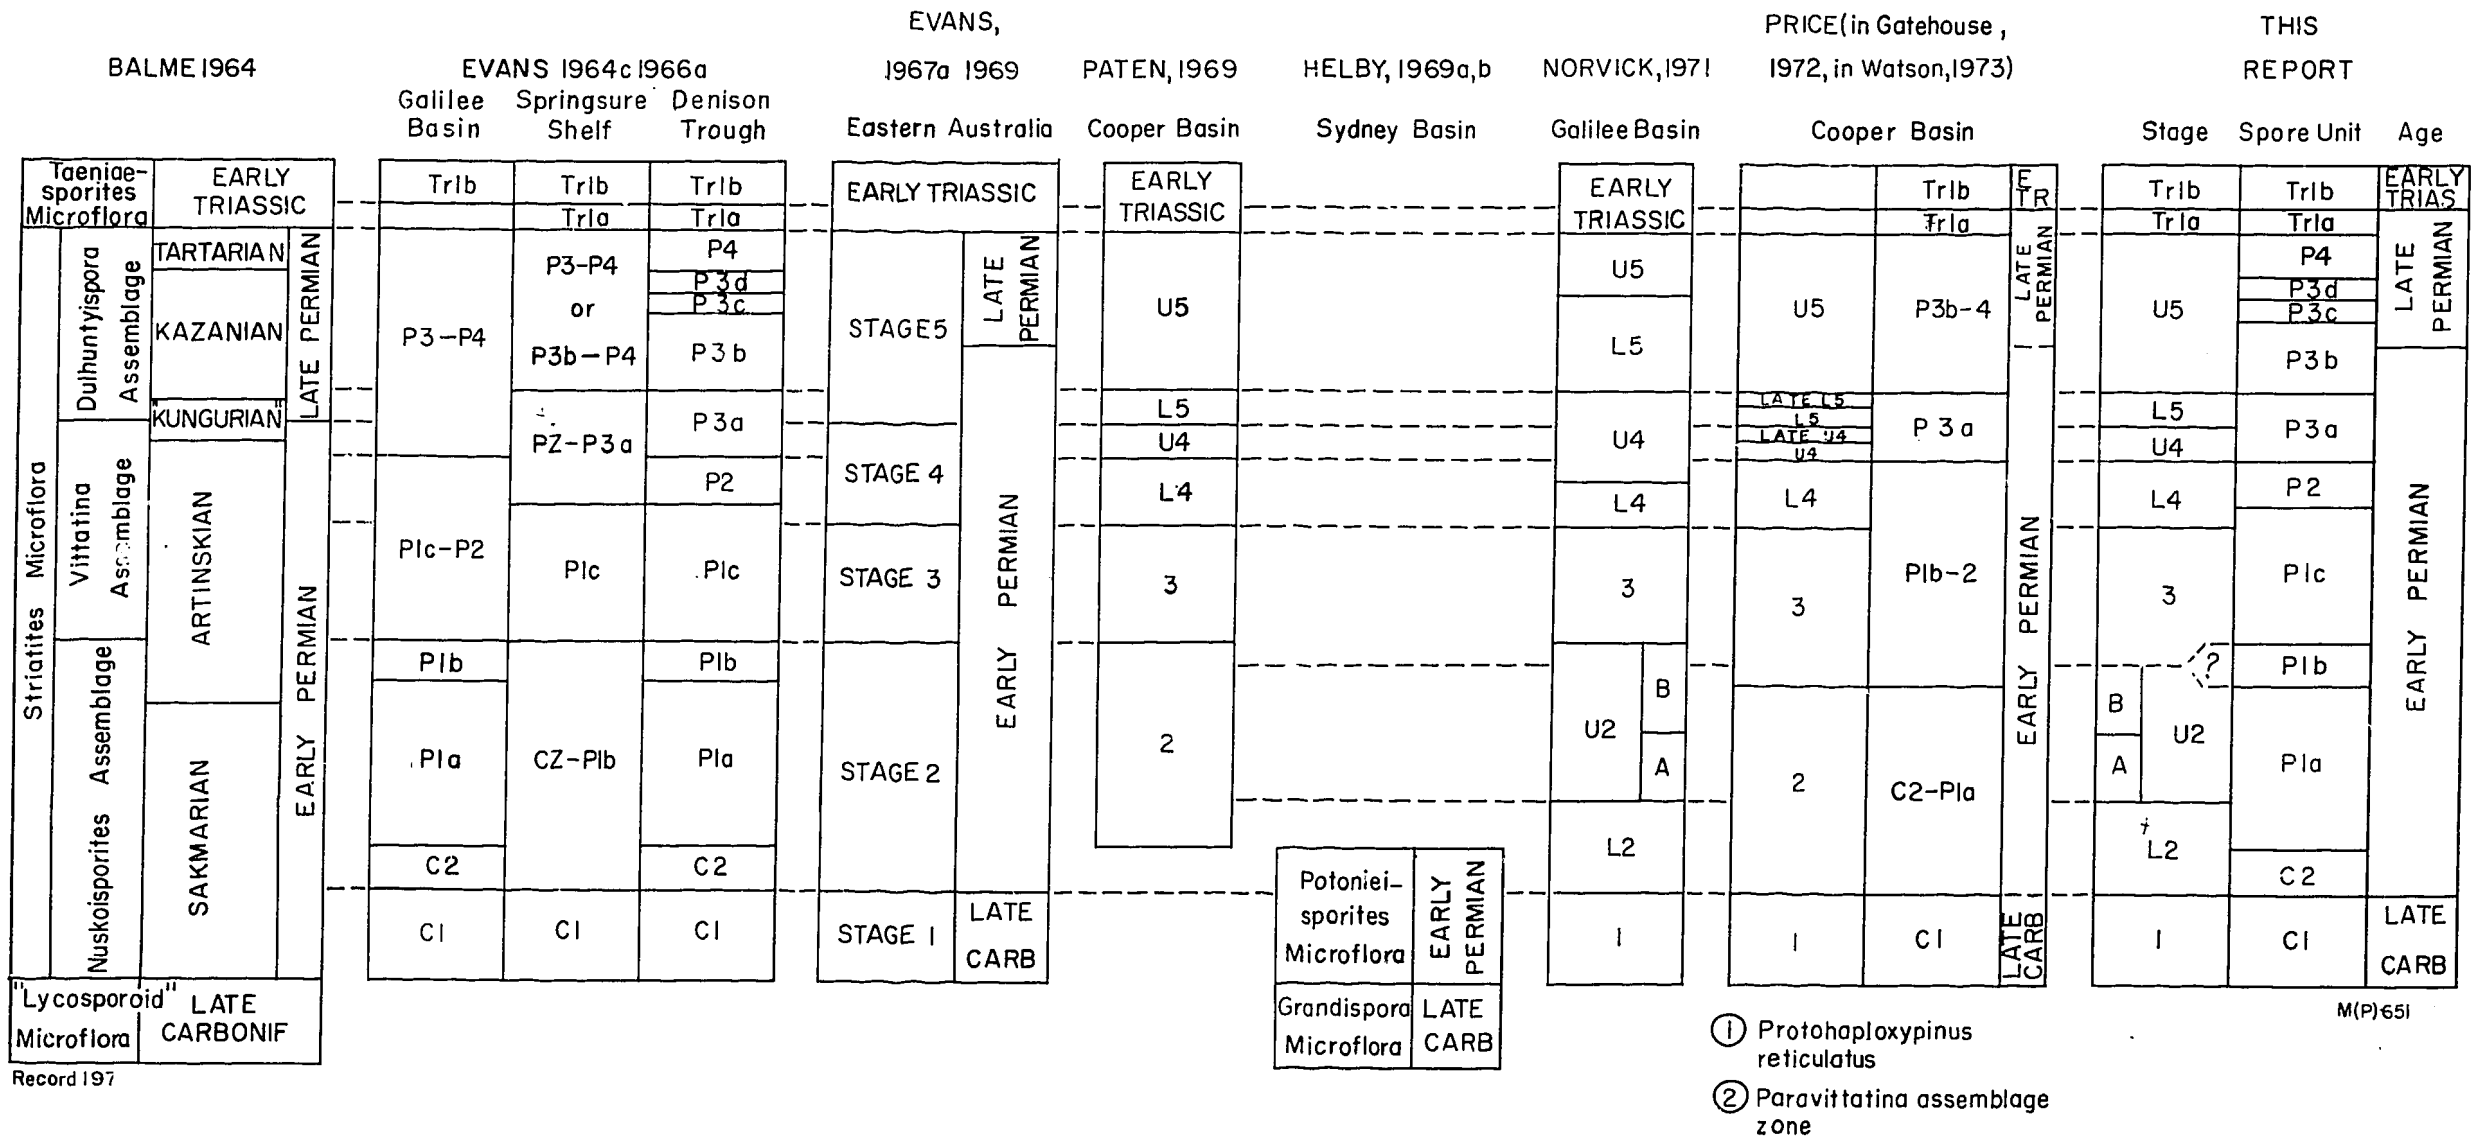 BALME 1964
EVANS 1964c 1966a
Galilee Basin
Springsure Shelf
Denison Trough
EVANS,
1967a 1969
Eastern Australia
PATEN, 1969
Cooper Basin
HELBY, 1969a,b
Sydney Basin
NORVICK, 1971
Galilee Basin
PRICE (in Gatehouse,
1972, in Watson, 1973)
Cooper Basin
THIS
REPORT
Stage
Spore Unit
Age
Taeniae-
sporites
Microflora
EARLY
TRIASSIC
Striatites Microflora
Dulhuntyispora
Assemblage
Vittatina
Assemblage
Nuskoisporites Assemblage
TARTARIAN
KAZANIAN
"KUNGURIAN"
ARTINSKIAN
SAKMARIAN
LATE PERMIAN
EARLY PERMIAN
"Lycosporoid"
Microflora
LATE
CARBONIF
Record 197
Tr1b
P3-P4
P1c-P2
P1b
P1a
C2
C1
Tr1b
Tr1a
P3-P4
or
P3b-P4
PZ-P3a
P1c
CZ-P1b
C1
Tr1b
Tr1a
P4
P3d
P3c
P3b
P3a
P2
P1c
P1b
P1a
C2
C1
EARLY TRIASSIC
STAGE 5
STAGE 4
STAGE 3
STAGE 2
STAGE 1
LATE
PERMIAN
EARLY PERMIAN
LATE
CARB
EARLY
TRIASSIC
U5
L5
U4
L4
3
2
Potoniei-
sporites
Microflora
EARLY
PERMIAN
Grandispora
Microflora
LATE
CARB
EARLY
TRIASSIC
U5
L5
U4
L4
3
U2
B
A
L2
1
U5
LATE L5
L5
LATE U4
U4
L4
3
2
1
Tr1b
Tr1a
P3b-4
P3a
P1b-2
C2-P1a
C1
E
TR
LATE
PERMIAN
EARLY PERMIAN
LATE
CARB
Tr1b
Tr1a
U5
L5
U4
L4
3
?
B
A
U2
L2
1
Tr1b
Tr1a
P4
P3d
P3c
P3b
P3a
P2
P1c
P1b
P1a
C2
C1
EARLY
TRIAS
LATE
PERMIAN
EARLY PERMIAN
LATE
CARB
M(P)651
1 Protohaploxypinus
reticulatus
2 Paravittatina assemblage
zone